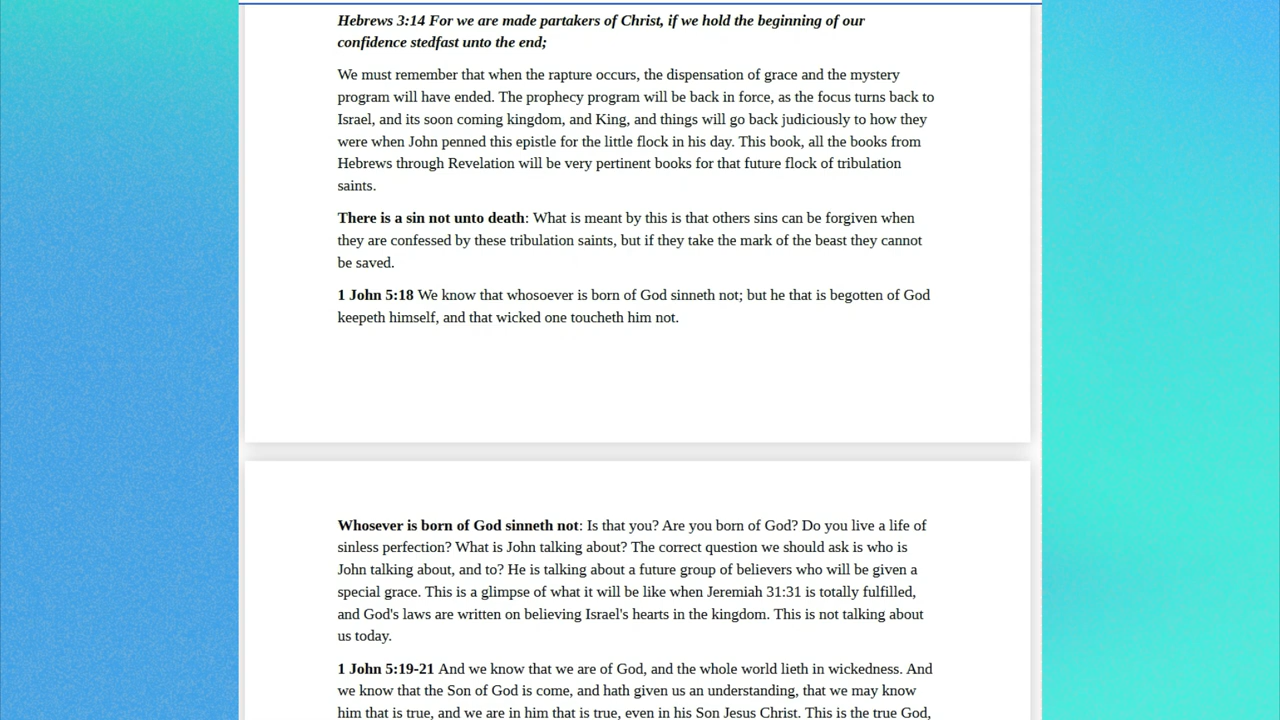 Hebrews 3:14 For we are made partakers of Christ, if we hold the beginning of our
confidence stedfast unto the end;
We must remember that when the rapture occurs, the dispensation of grace and the mystery
program will have ended. The prophecy program will be back in force, as the focus turns back to
Israel, and its soon coming kingdom, and King, and things will go back judiciously to how they
were when John penned this epistle for the little flock in his day. This book, all the books from
Hebrews through Revelation will be very pertinent books for that future flock of tribulation
saints.
There is a sin not unto death: What is meant by this is that others sins can be forgiven when
they are confessed by these tribulation saints, but if they take the mark of the beast they cannot
be saved.
1 John 5:18 We know that whosoever is born of God sinneth not; but he that is begotten of God
keepeth himself, and that wicked one toucheth him not.
Whosever is born of God sinneth not: Is that you? Are you born of God? Do you live a life of
sinless perfection? What is John talking about? The correct question we should ask is who is
John talking about, and to? He is talking about a future group of believers who will be given a
special grace. This is a glimpse of what it will be like when Jeremiah 31:31 is totally fulfilled,
and God's laws are written on believing Israel's hearts in the kingdom. This is not talking about
us today.
1 John 5:19-21 And we know that we are of God, and the whole world lieth in wickedness. And
we know that the Son of God is come, and hath given us an understanding, that we may know
him that is true, and we are in him that is true, even in his Son Jesus Christ. This is the true God,